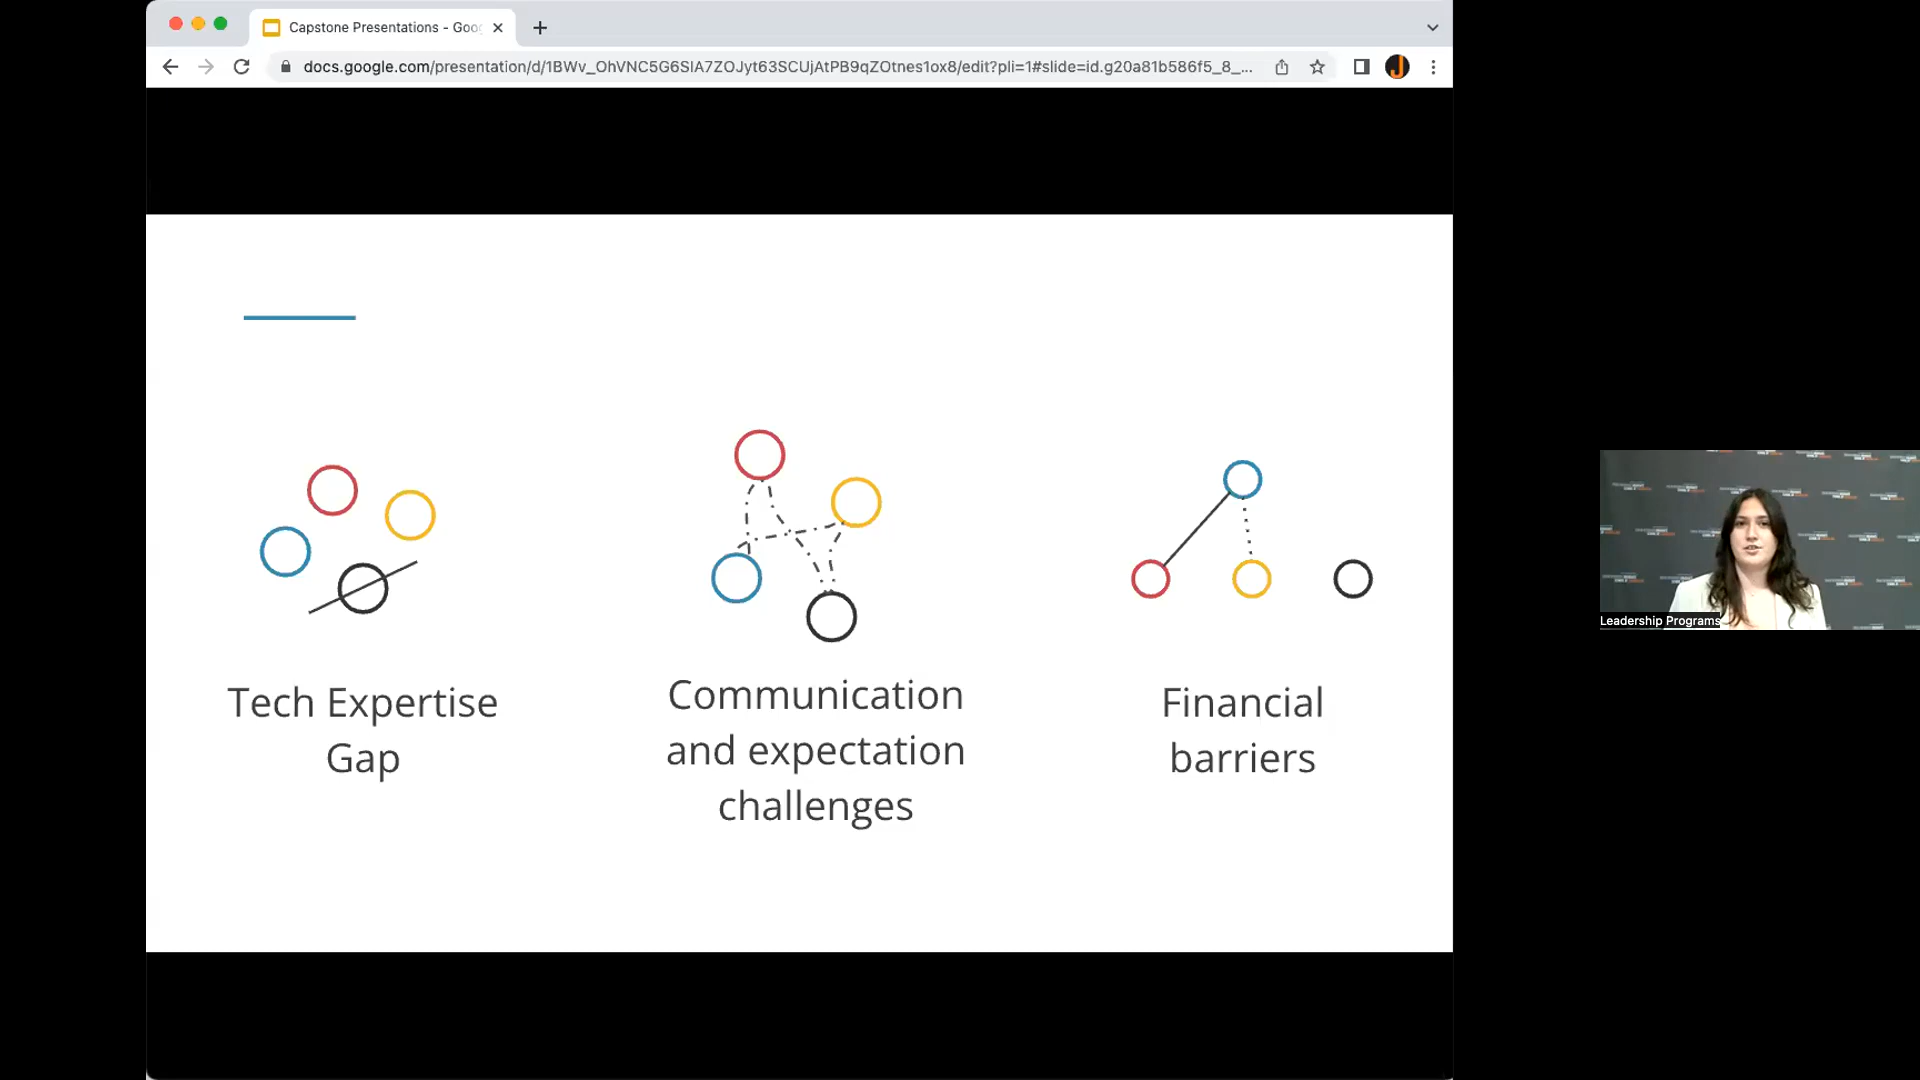 Capstone Presentations - Goo
docs.google.com/presentation/d/1BWv_OhVNC5G6SlA7ZOJyt63SCUjAtPB9qZOtnes1ox8/edit?pli=1#slide=id.g20a81b586f5_8_...
Tech Expertise
Gap
Communication
and expectation
challenges
Financial
barriers
Leadership Programs